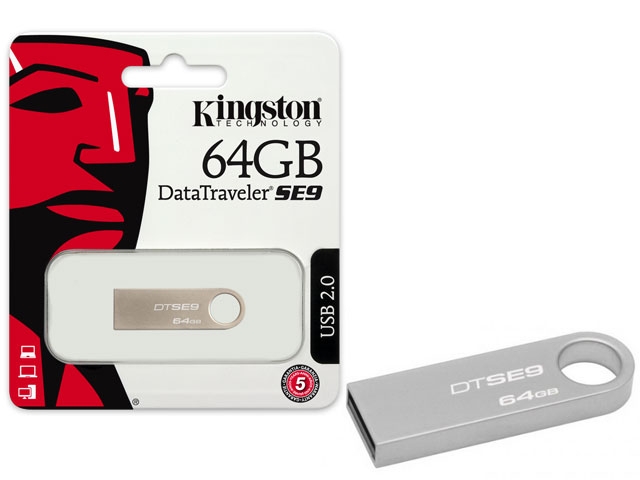 Kingston®
TECHNOLOGY
64GB
DataTraveler® SE9
DTSE9
64GB
USB 2.0
5
DTSE9
64GB